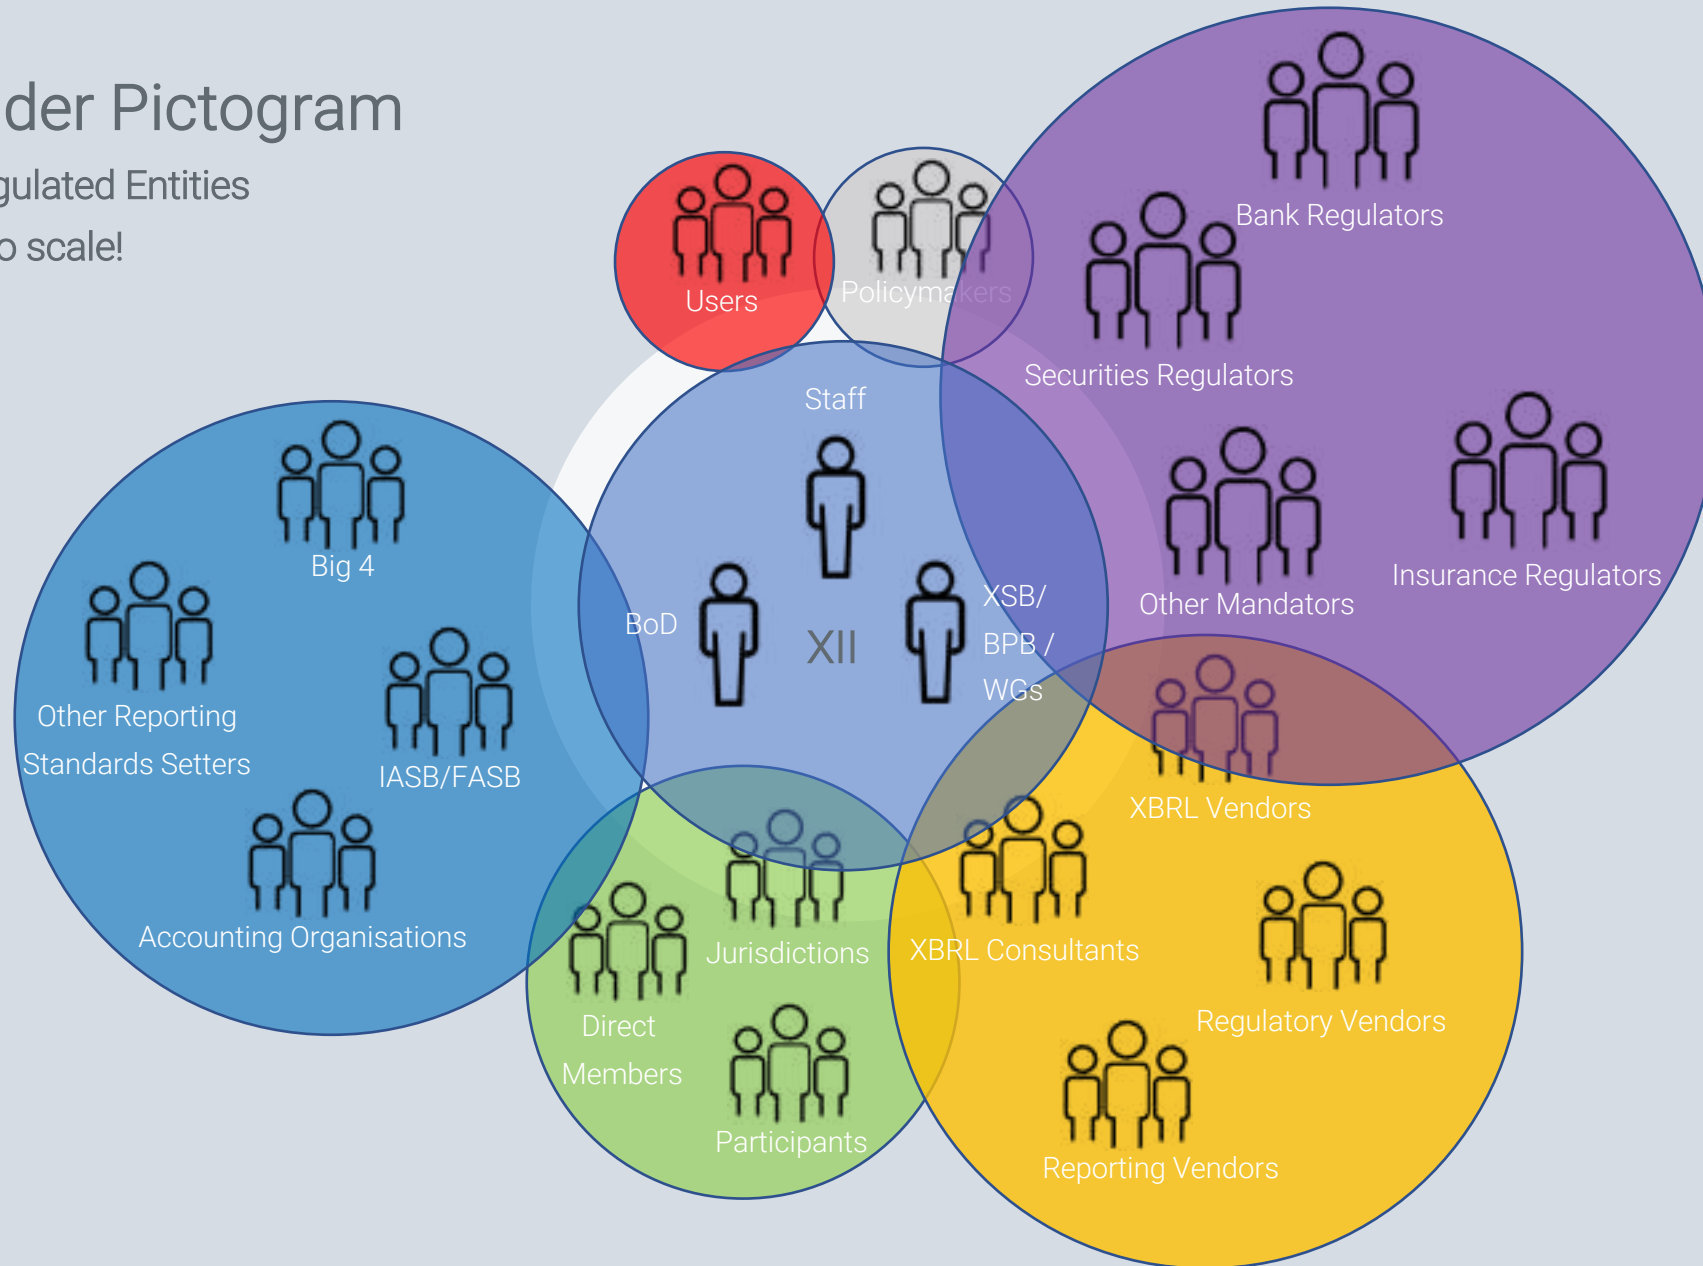 der Pictogram
gulated Entities
o scale!
Bank Regulators
Users
Policymakers
Securities Regulators
Staff
Big 4
Insurance Regulators
Other Mandators
BoD
XII
XSB/
BPB /
WGs
Other Reporting
Standards Setters
IASB/FASB
XBRL Vendors
Accounting Organisations
Jurisdictions
XBRL Consultants
Direct
Members
Regulatory Vendors
Participants
Reporting Vendors